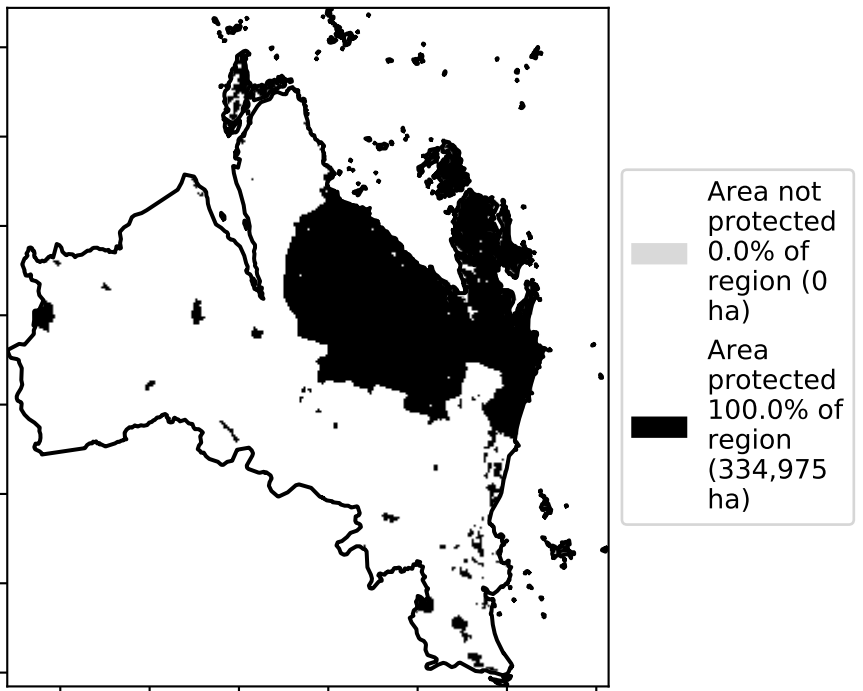 Area not
protected
0.0% of
region (0
ha)
Area
protected
100.0% of
region
(334,975
ha)